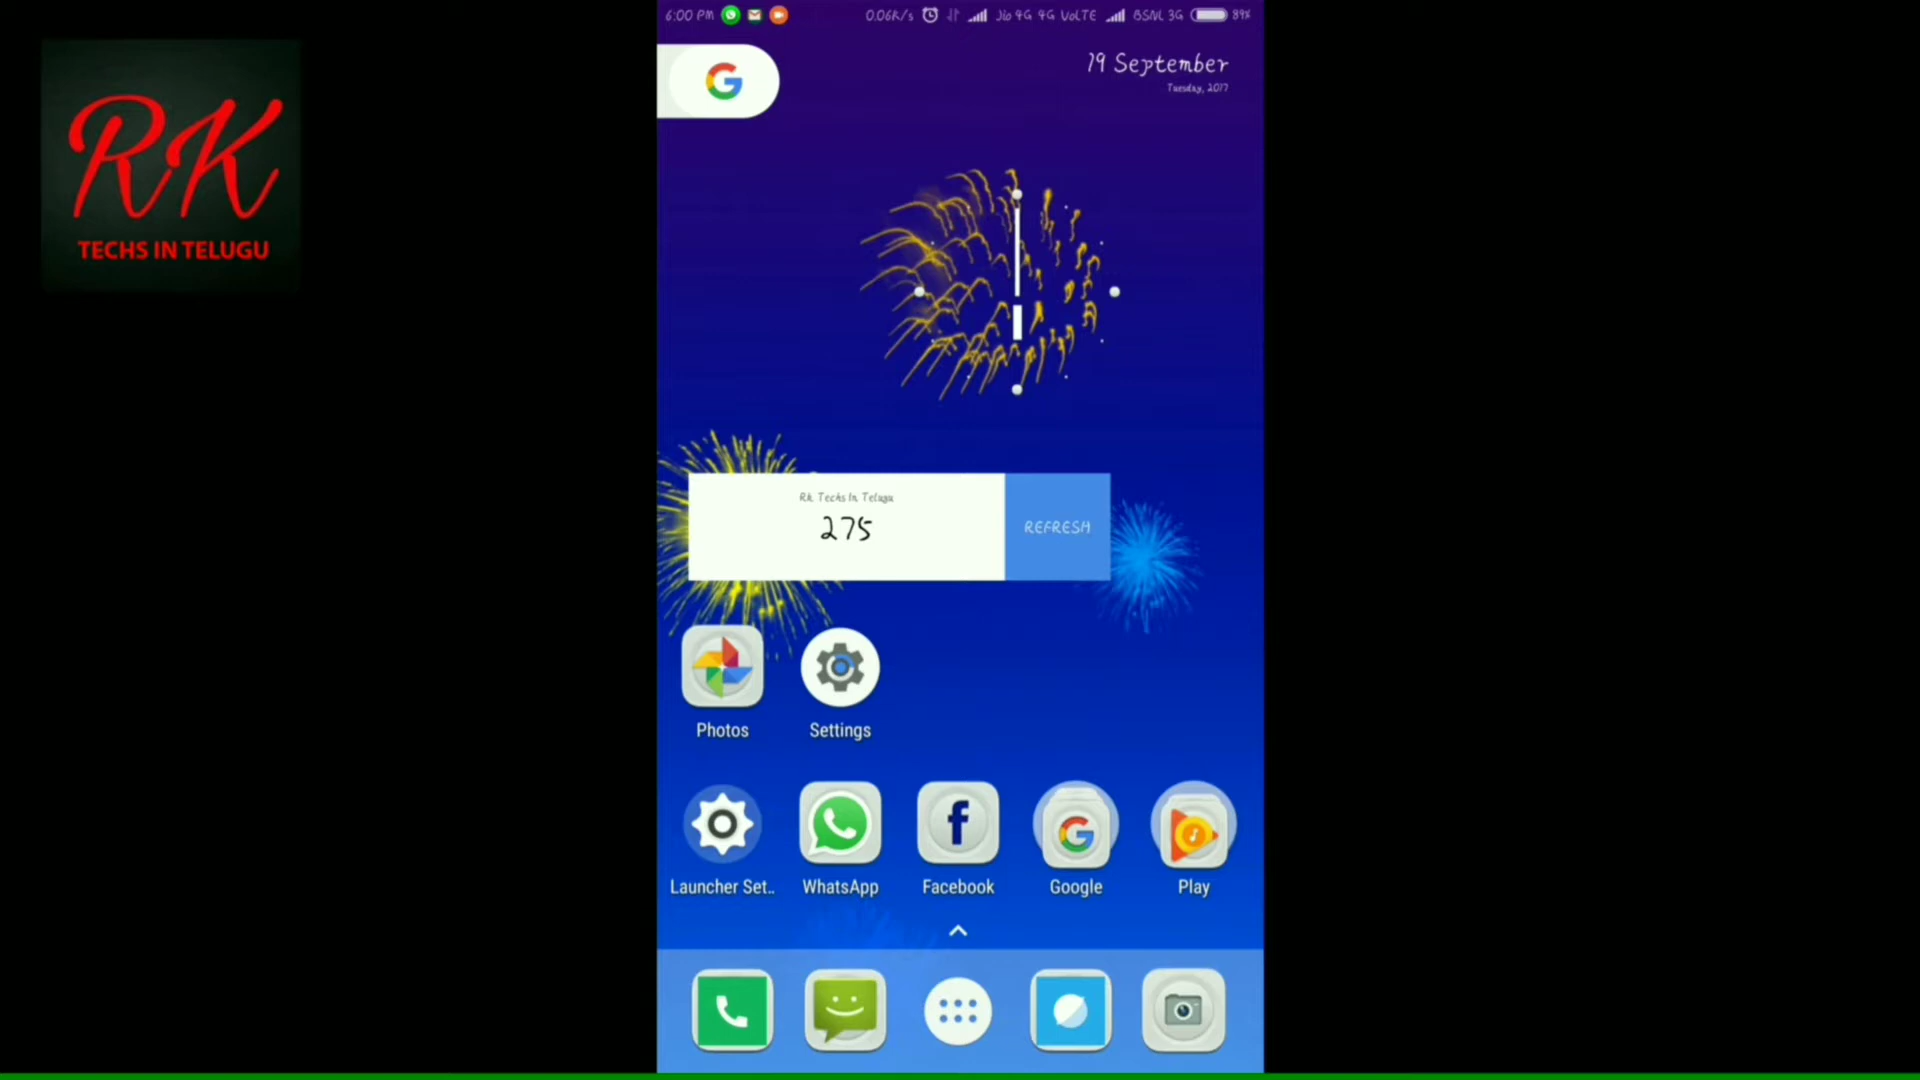 6:00 PM
0.06K/s
Jio 4G 4G VoLTE
BSNL 3G
89%
RK
TECHS IN TELUGU
19 September
Tuesday, 2017
Rk Techs In Telugu
275
REFRESH
Photos
Settings
Launcher Set..
WhatsApp
Facebook
Google
Play